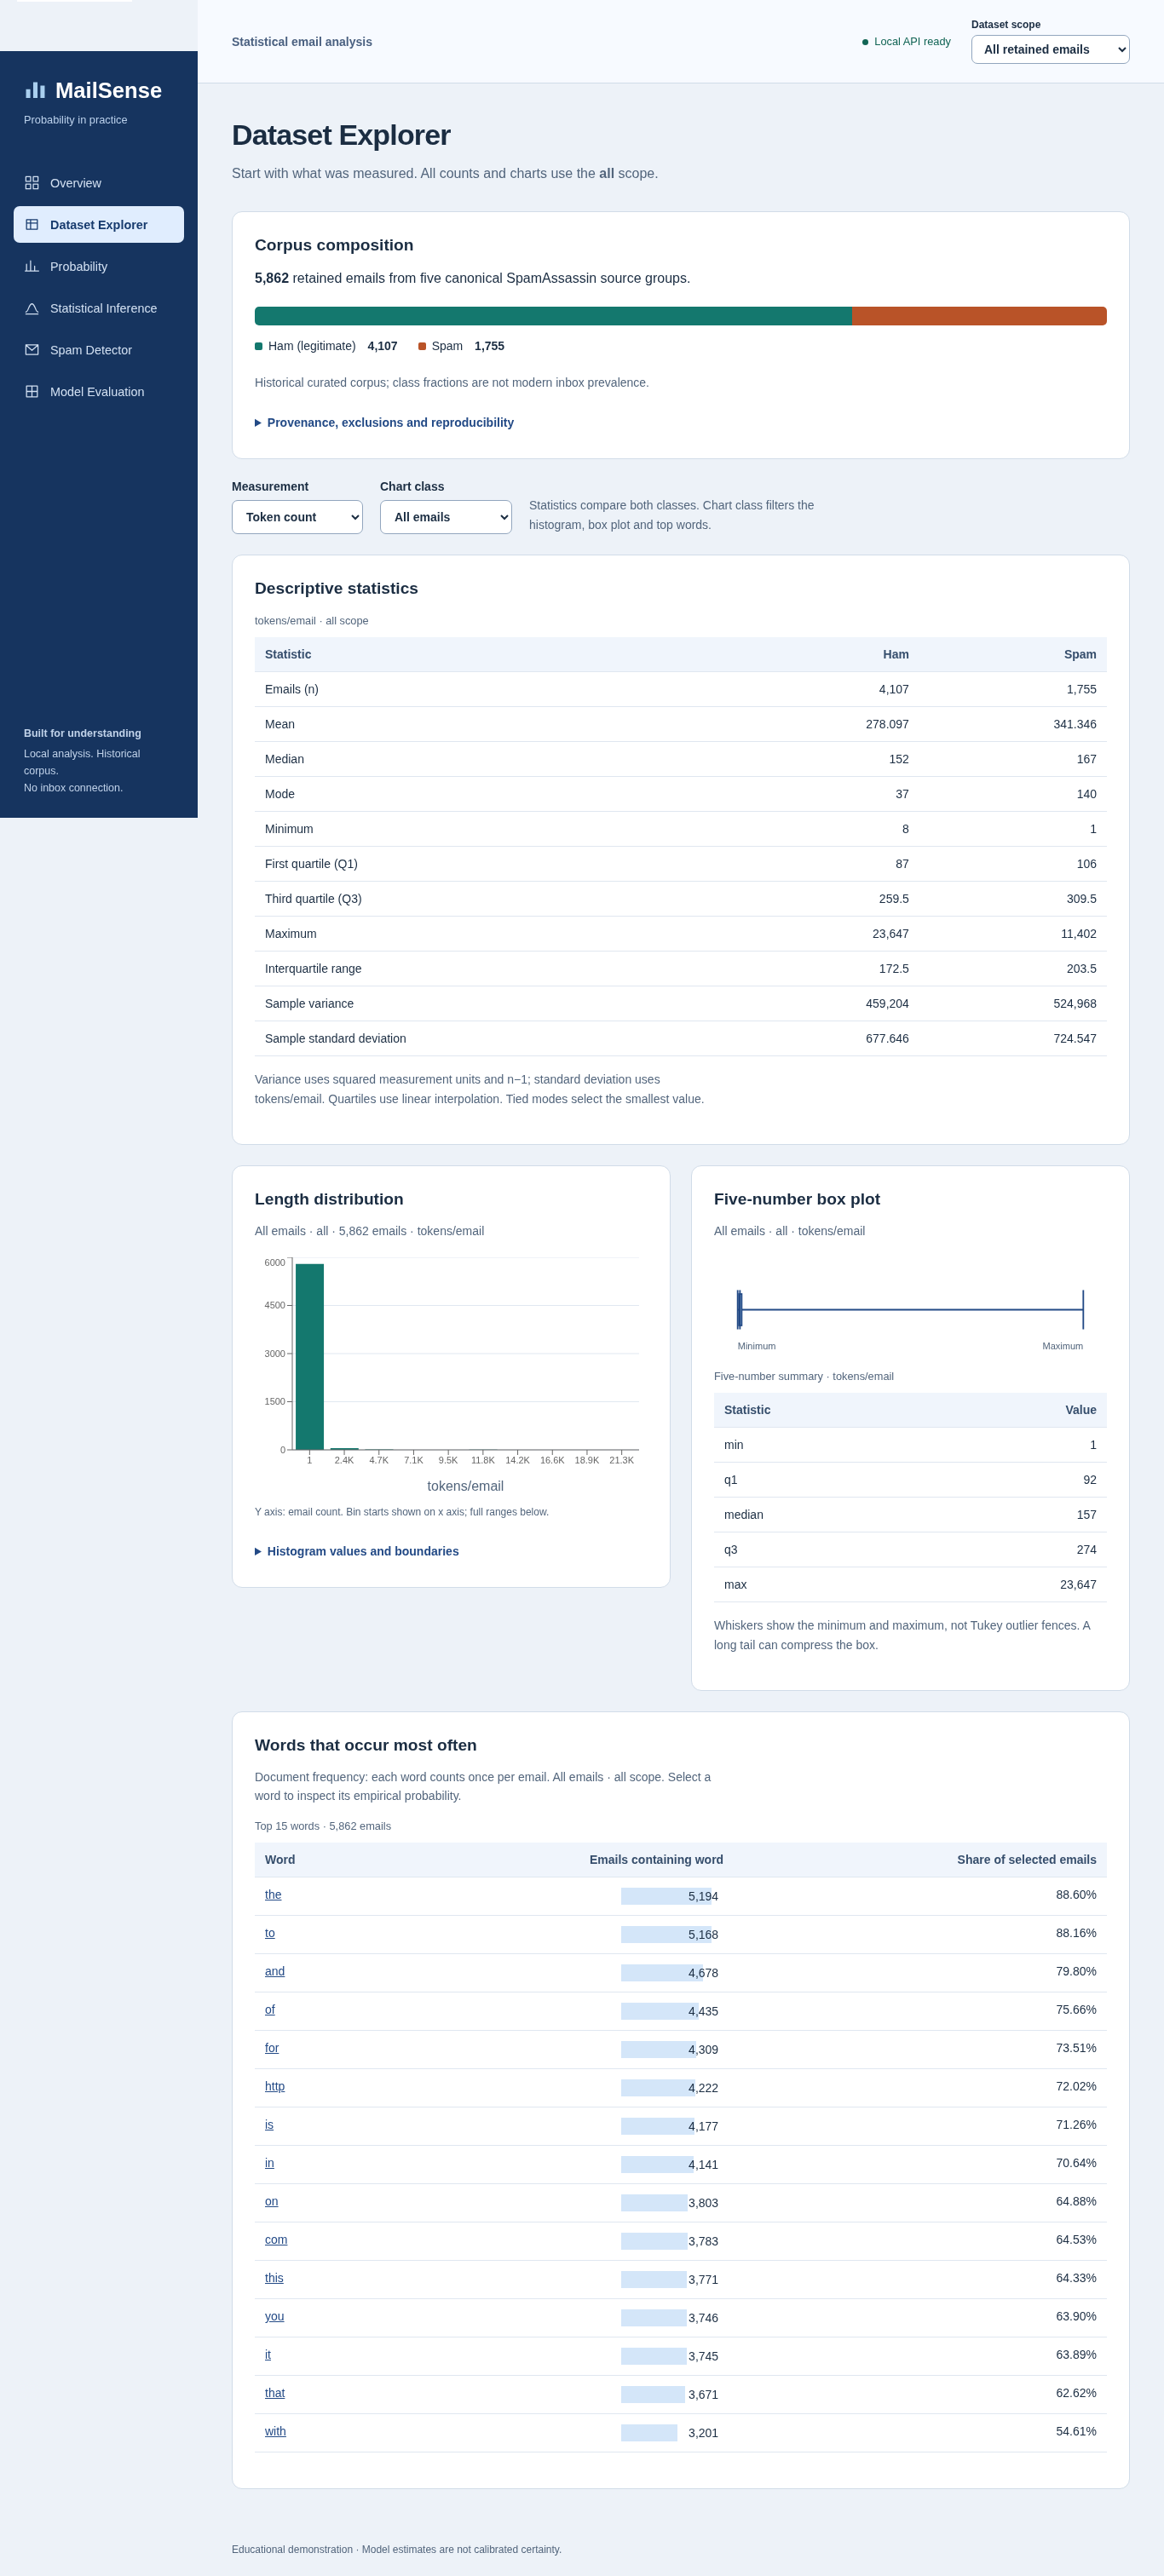 Statistical email analysis
Local API ready
Dataset scope
All retained emails
MailSense
Probability in practice
Overview
Dataset Explorer
Probability
Statistical Inference
Spam Detector
Model Evaluation
Built for understanding
Local analysis. Historical
corpus.
No inbox connection.
Dataset Explorer
Start with what was measured. All counts and charts use the all scope.
Corpus composition
5,862 retained emails from five canonical SpamAssassin source groups.
Ham (legitimate) 4,107 Spam 1,755
Historical curated corpus; class fractions are not modern inbox prevalence.
Provenance, exclusions and reproducibility
Measurement
Token count
Chart class
All emails
Statistics compare both classes. Chart class filters the
histogram, box plot and top words.
Descriptive statistics
tokens/email · all scope
Statistic Ham Spam
Emails (n) 4,107 1,755
Mean 278.097 341.346
Median 152 167
Mode 37 140
Minimum 8 1
First quartile (Q1) 87 106
Third quartile (Q3) 259.5 309.5
Maximum 23,647 11,402
Interquartile range 172.5 203.5
Sample variance 459,204 524,968
Sample standard deviation 677.646 724.547
Variance uses squared measurement units and n−1; standard deviation uses
tokens/email. Quartiles use linear interpolation. Tied modes select the smallest value.
Length distribution
All emails · all · 5,862 emails · tokens/email
6000
4500
3000
1500
0
1 2.4K 4.7K 7.1K 9.5K 11.8K 14.2K 16.6K 18.9K 21.3K
tokens/email
Y axis: email count. Bin starts shown on x axis; full ranges below.
Histogram values and boundaries
Five-number box plot
All emails · all · tokens/email
Minimum Maximum
Five-number summary · tokens/email
Statistic Value
min 1
q1 92
median 157
q3 274
max 23,647
Whiskers show the minimum and maximum, not Tukey outlier fences. A
long tail can compress the box.
Words that occur most often
Document frequency: each word counts once per email. All emails · all scope. Select a
word to inspect its empirical probability.
Top 15 words · 5,862 emails
Word Emails containing word Share of selected emails
the 5,194 88.60%
to 5,168 88.16%
and 4,678 79.80%
of 4,435 75.66%
for 4,309 73.51%
http 4,222 72.02%
is 4,177 71.26%
in 4,141 70.64%
on 3,803 64.88%
com 3,783 64.53%
this 3,771 64.33%
you 3,746 63.90%
it 3,745 63.89%
that 3,671 62.62%
with 3,201 54.61%
Educational demonstration · Model estimates are not calibrated certainty.